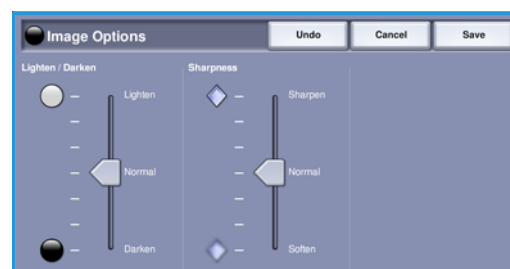 Image Options
Undo
Cancel
Save
Lighten / Darken
Sharpness
Lighten
Sharpen
Normal
Normal
Darken
Soften